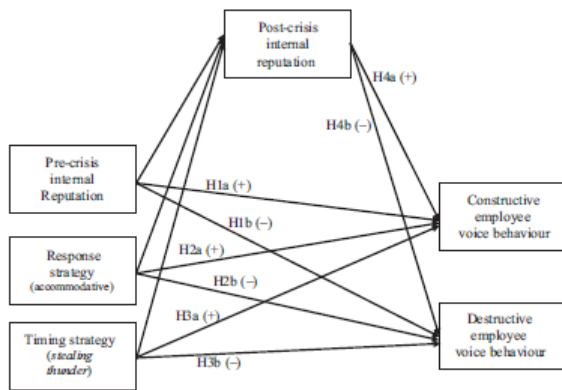 Post-crisis
internal
reputation
H4a (+)
H4b (–)
Pre-crisis
internal
Reputation
H1a (+)
H1b (–)
Constructive
employee
voice behaviour
Response
strategy
(accommodative)
H2a (+)
H2b (–)
H3a (+)
Timing strategy
(stealing
thunder)
H3b (–)
Destructive
employee
voice behaviour